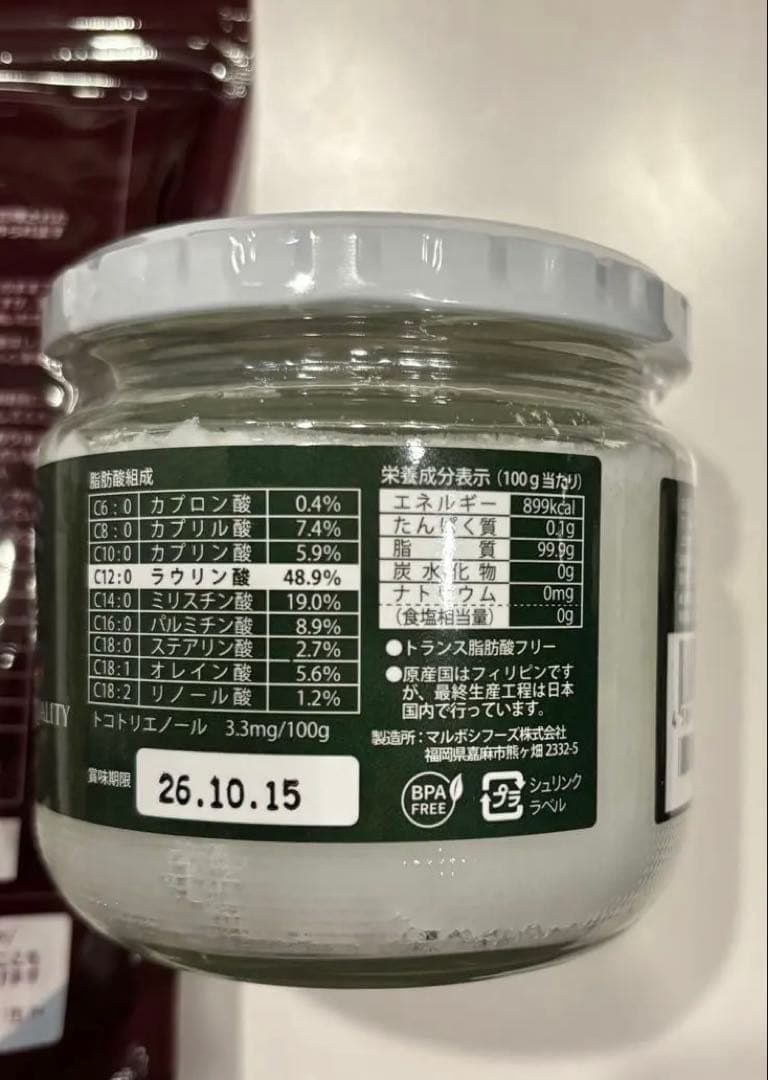 脂肪酸組成
C6:0 カプロン酸 0.4%
C8:0 カプリル酸 7.4%
C10:0 カプリン酸 5.9%
C12:0 ラウリン酸 48.9%
C14:0 ミリスチン酸 19.0%
C16:0 パルミチン酸 8.9%
C18:0 ステアリン酸 2.7%
C18:1 オレイン酸 5.6%
C18:2 リノール酸 1.2%
トコトリエノール 3.3mg/100g
賞味期限 26.10.15
栄養成分表示(100g当たり)
エネルギー 899kcal
たんぱく質 0.1g
脂質 99.9g
炭水化物 0g
ナトリウム 0mg
(食塩相当量) 0g
●トランス脂肪酸フリー
●原産国はフィリピンです
が、最終生産工程は日本
国内で行っています。
製造所:マルボシフーズ株式会社
福岡県嘉麻市熊ヶ畑2332-5
BPA
FREE
プラ
シュリンク
ラベル